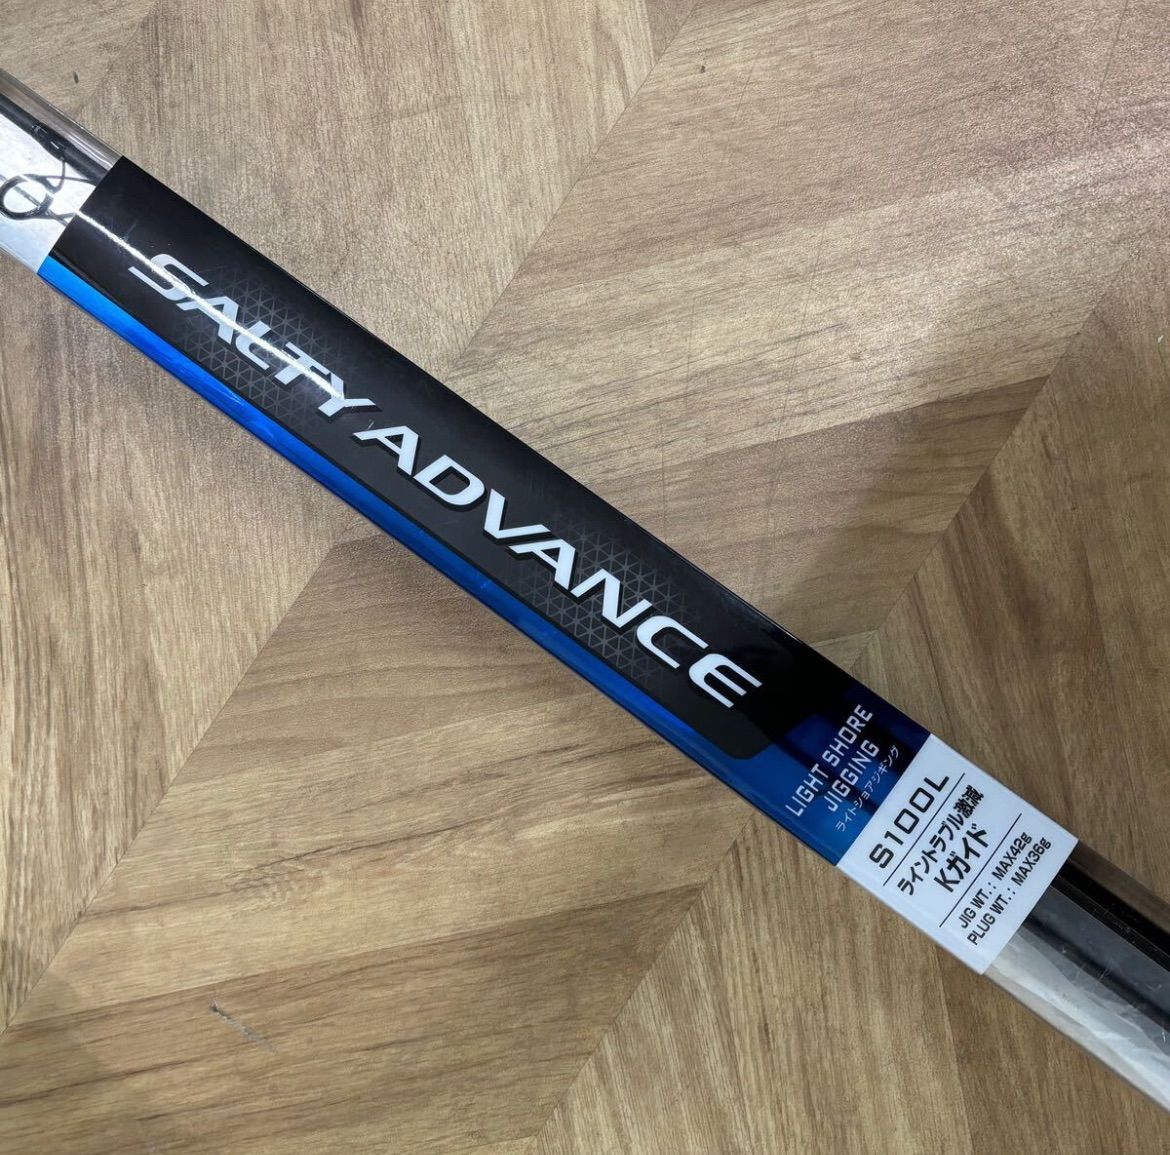 SALTY ADVANCE
LIGHT SHORE
JIGGING
ライトショアジギング
S100L
ライントラブル激減
Kガイド
JIG WT.: MAX42g
PLUG WT.: MAX36g